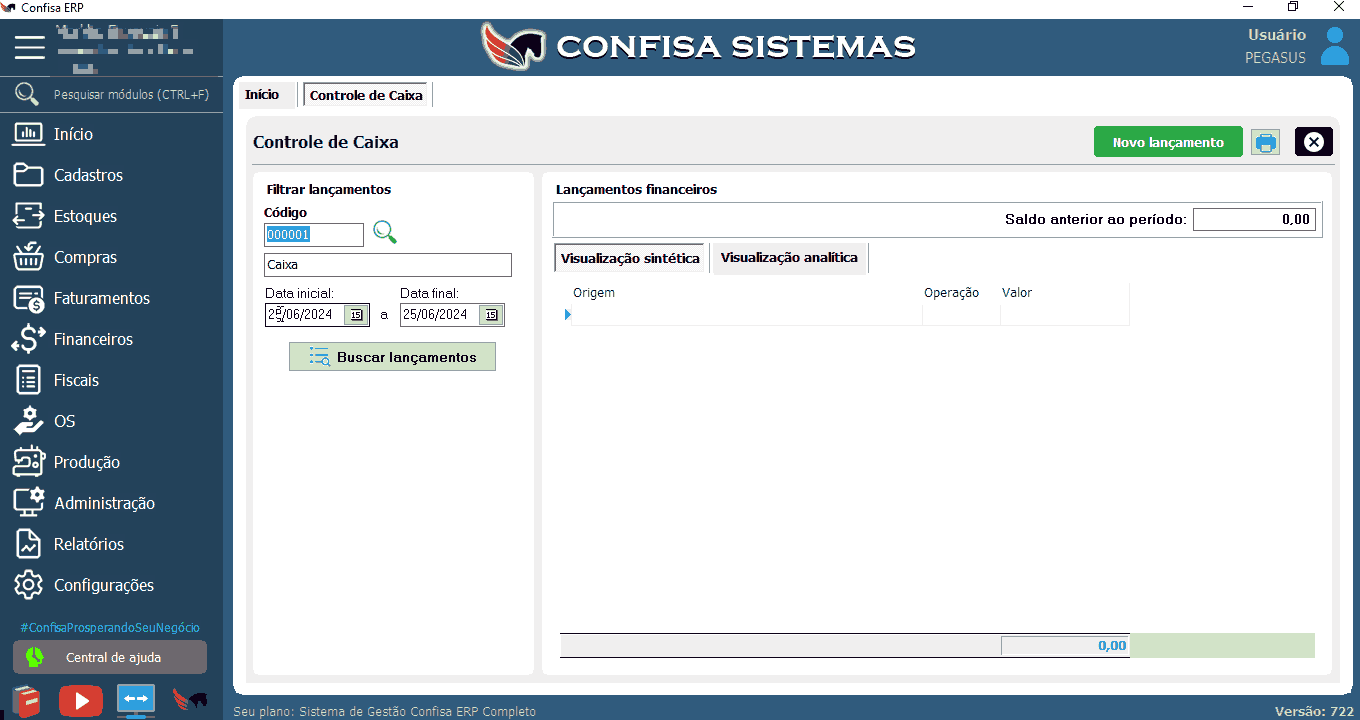 Confisa ERP
CONFISA SISTEMAS
Usuário
PEGASUS
Pesquisar módulos (CTRL+F)
Início
Cadastros
Estoques
Compras
Faturamentos
Financeiros
Fiscais
OS
Produção
Administração
Relatórios
Configurações
#ConfisaProsperandoSeuNegócio
Central de ajuda
Início
Controle de Caixa
Controle de Caixa
Novo lançamento
Filtrar lançamentos
Código
000001
Caixa
Data inicial:
Data final:
/06/2024
15
a
25/06/2024
15
Buscar lançamentos
Lançamentos financeiros
Saldo anterior ao período:
0,00
Visualização sintética
Visualização analítica
Origem
Operação
Valor
0,00
Seu plano: Sistema de Gestão Confisa ERP Completo
Versão: 722